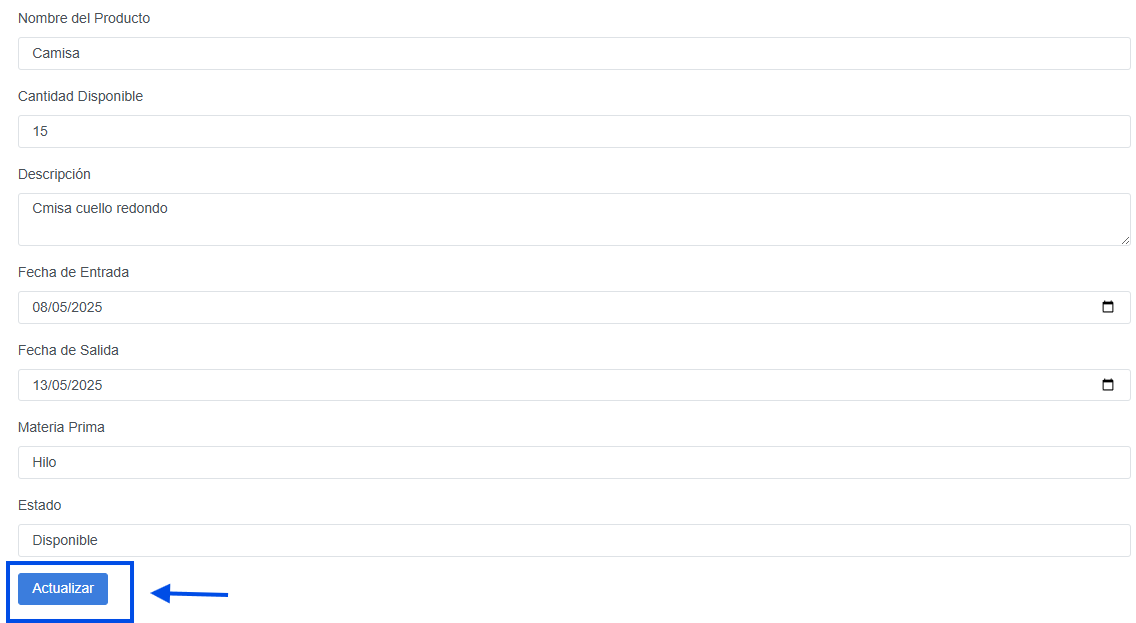 Nombre del Producto
Camisa
Cantidad Disponible
15
Descripción
Cmisa cuello redondo
Fecha de Entrada
08/05/2025
Fecha de Salida
13/05/2025
Materia Prima
Hilo
Estado
Disponible
Actualizar